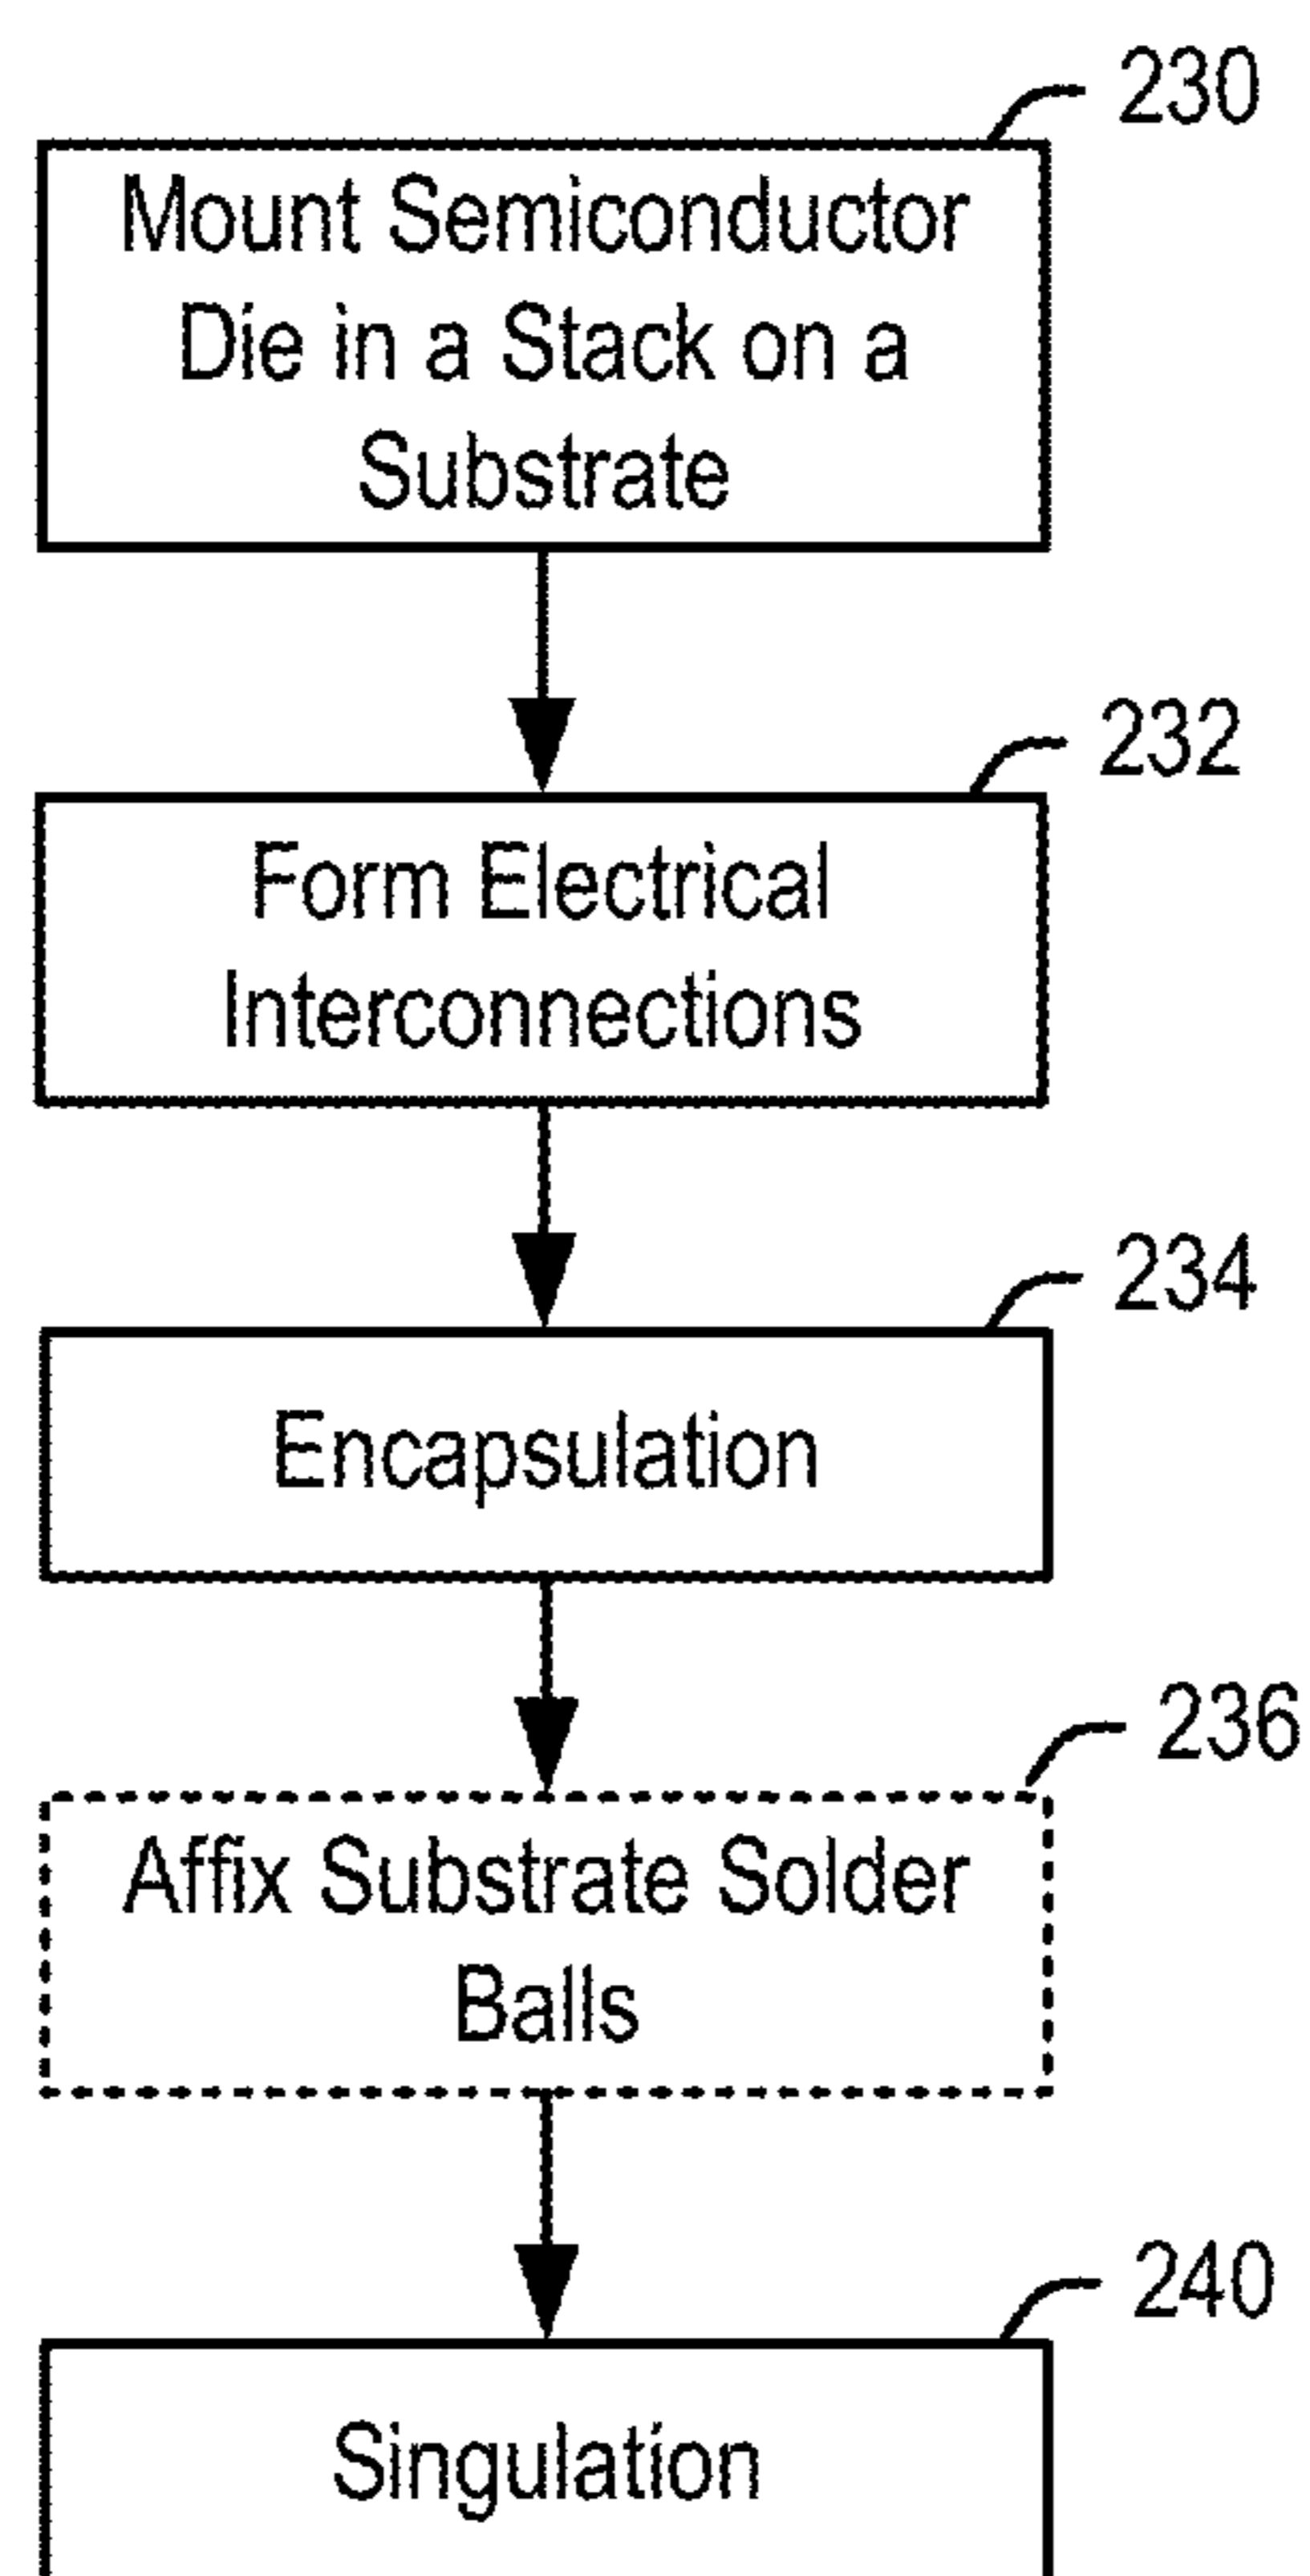 230
Mount Semiconductor
Die in a Stack on a
Substrate
232
Form Electrical
Interconnections
234
Encapsulation
236
Affix Substrate Solder
Balls
240
Singulation